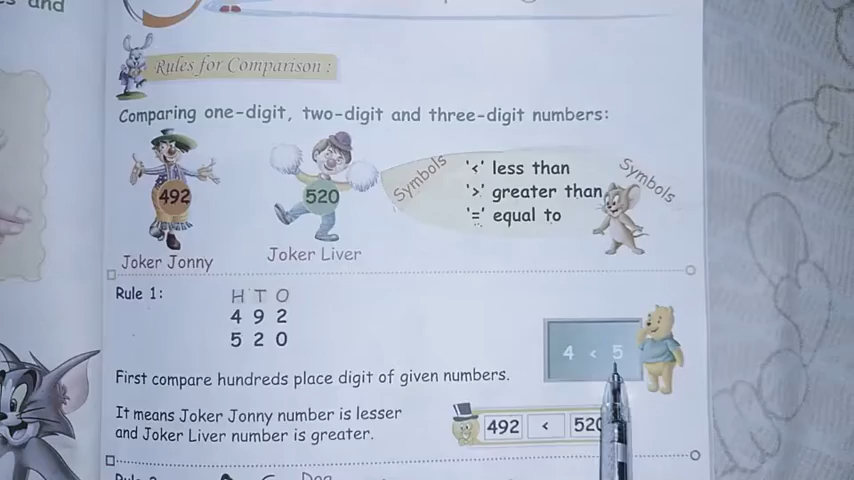 and
Rules for Comparison :
Comparing one-digit, two-digit and three-digit numbers:
492
520
Symbols
'<' less than
'>' greater than
'=' equal to
Symbols
Joker Jonny
Joker Liver
Rule 1:
H T O
4 9 2
5 2 0
4 < 5
First compare hundreds place digit of given numbers.
It means Joker Jonny number is lesser
and Joker Liver number is greater.
492 < 520